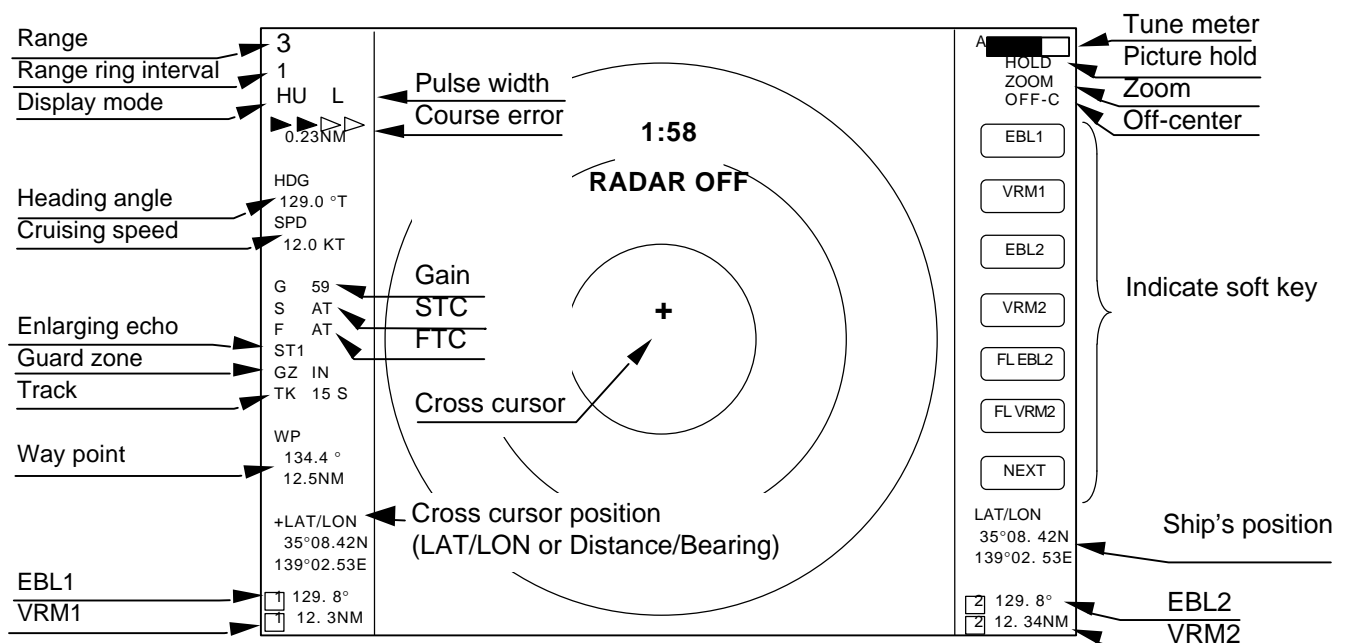 Range
Range ring interval
Display mode
Heading angle
Cruising speed
Enlarging echo
Guard zone
Track
Way point
EBL1
VRM1
3
1
HU L
0.23NM
HDG
129.0 °T
SPD
12.0 KT
G 59
S AT
F AT
ST1
GZ IN
TK 15 S
WP
134.4 °
12.5NM
+LAT/LON
35°08.42N
139°02.53E
1 129. 8°
1 12. 3NM
Pulse width
Course error
Gain
STC
FTC
Cross cursor
Cross cursor position
(LAT/LON or Distance/Bearing)
1:58
RADAR OFF
+
A
HOLD
ZOOM
OFF-C
EBL1
VRM1
EBL2
VRM2
FL EBL2
FL VRM2
NEXT
LAT/LON
35°08. 42N
139°02. 53E
2 129. 8°
2 12. 34NM
Tune meter
Picture hold
Zoom
Off-center
Indicate soft key
Ship's position
EBL2
VRM2